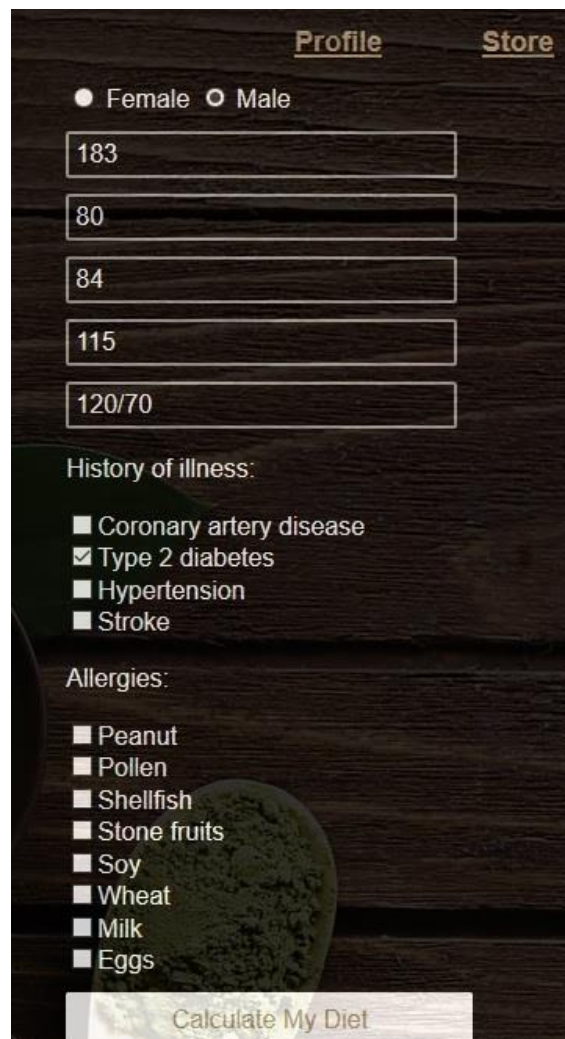 Profile Store
Female Male
183
80
84
115
120/70
History of illness:
Coronary artery disease
Type 2 diabetes
Hypertension
Stroke
Allergies:
Peanut
Pollen
Shellfish
Stone fruits
Soy
Wheat
Milk
Eggs
Calculate My Diet